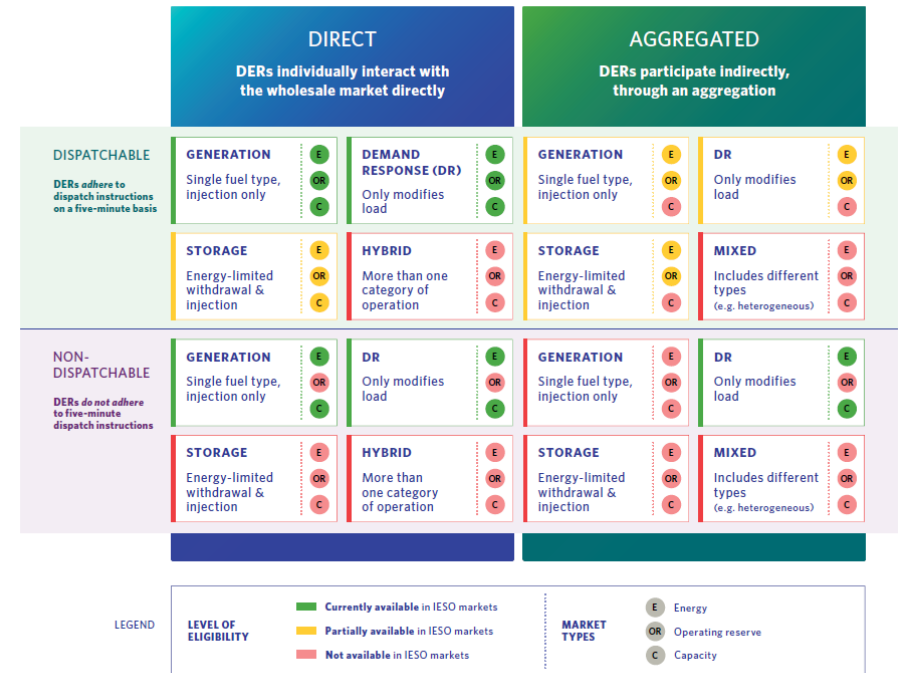 DIRECT
DERs individually interact with
the wholesale market directly
AGGREGATED
DERs participate indirectly,
through an aggregation
DISPATCHABLE
DERs adhere to
dispatch instructions
on a five-minute basis
GENERATION
Single fuel type,
injection only
E
OR
C
DEMAND
RESPONSE (DR)
Only modifies
load
E
OR
C
GENERATION
Single fuel type,
injection only
E
OR
C
DR
Only modifies
load
E
OR
C
STORAGE
Energy-limited
withdrawal &
injection
E
OR
C
HYBRID
More than one
category of
operation
E
OR
C
STORAGE
Energy-limited
withdrawal &
injection
E
OR
C
MIXED
Includes different
types
(e.g. heterogeneous)
E
OR
C
NON-
DISPATCHABLE
DERs do not adhere
to five-minute
dispatch instructions
GENERATION
Single fuel type,
injection only
E
OR
C
DR
Only modifies
load
E
OR
C
GENERATION
Single fuel type,
injection only
E
OR
C
DR
Only modifies
load
E
OR
C
STORAGE
Energy-limited
withdrawal &
injection
E
OR
C
HYBRID
More than
one category
of operation
E
OR
C
STORAGE
Energy-limited
withdrawal &
injection
E
OR
C
MIXED
Includes different
types
(e.g. heterogeneous)
E
OR
C
LEGEND
LEVEL OF
ELIGIBILITY
Currently available in IESO markets
Partially available in IESO markets
Not available in IESO markets
MARKET
TYPES
E Energy
OR Operating reserve
C Capacity